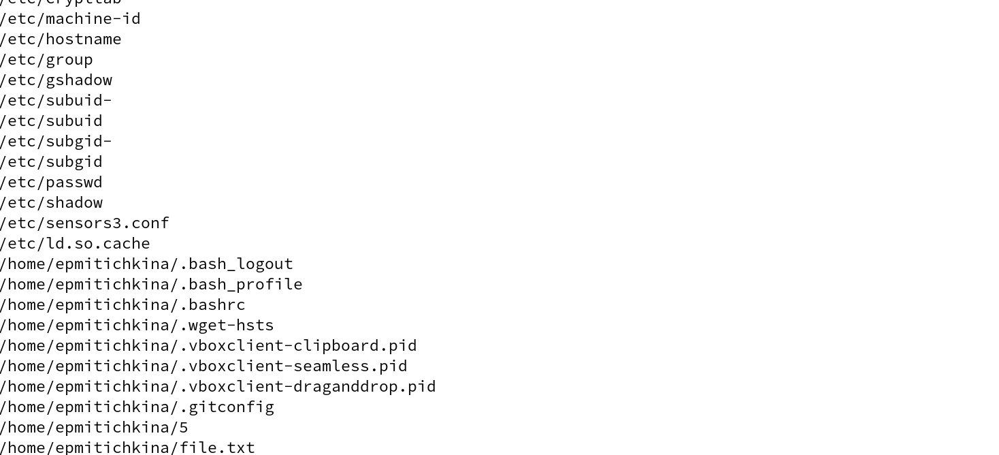 /etc/crypttab
/etc/machine-id
/etc/hostname
/etc/group
/etc/gshadow
/etc/subuid-
/etc/subuid
/etc/subgid-
/etc/subgid
/etc/passwd
/etc/shadow
/etc/sensors3.conf
/etc/ld.so.cache
/home/epmitichkina/.bash_logout
/home/epmitichkina/.bash_profile
/home/epmitichkina/.bashrc
/home/epmitichkina/.wget-hsts
/home/epmitichkina/.vboxclient-clipboard.pid
/home/epmitichkina/.vboxclient-seamless.pid
/home/epmitichkina/.vboxclient-draganddrop.pid
/home/epmitichkina/.gitconfig
/home/epmitichkina/5
/home/epmitichkina/file.txt